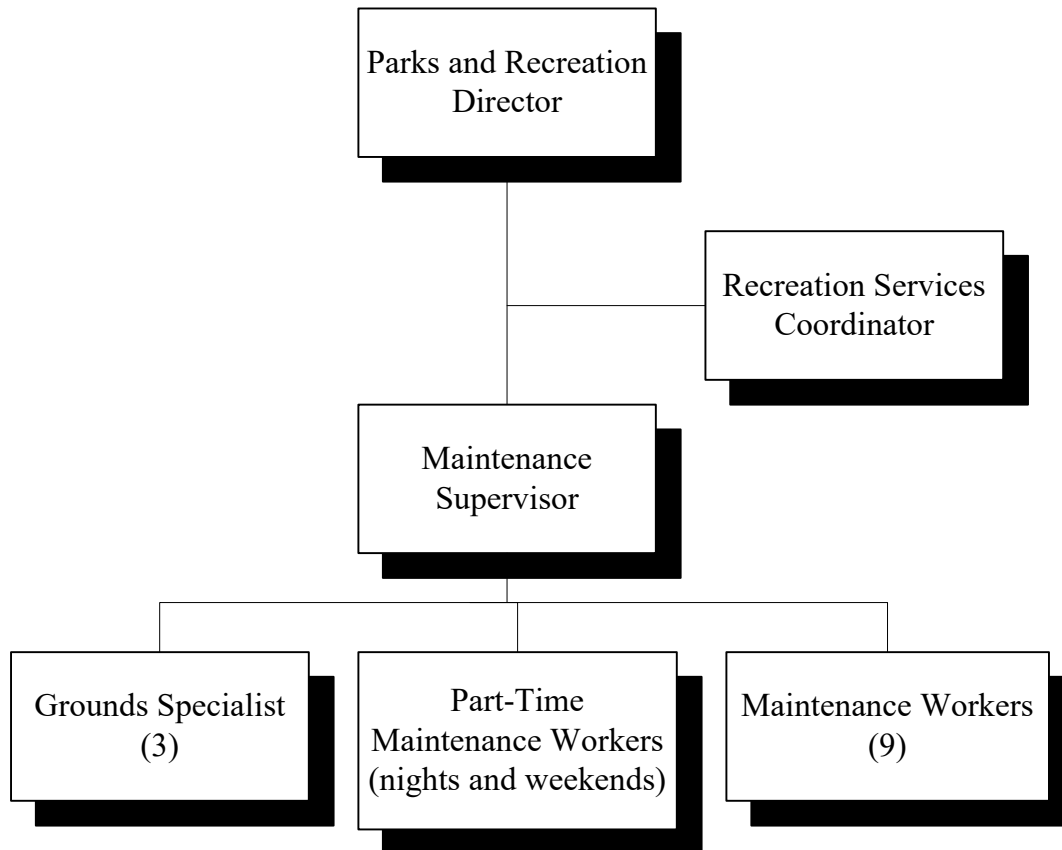 Parks and Recreation
Director
Recreation Services
Coordinator
Maintenance
Supervisor
Grounds Specialist
(3)
Part-Time
Maintenance Workers
(nights and weekends)
Maintenance Workers
(9)